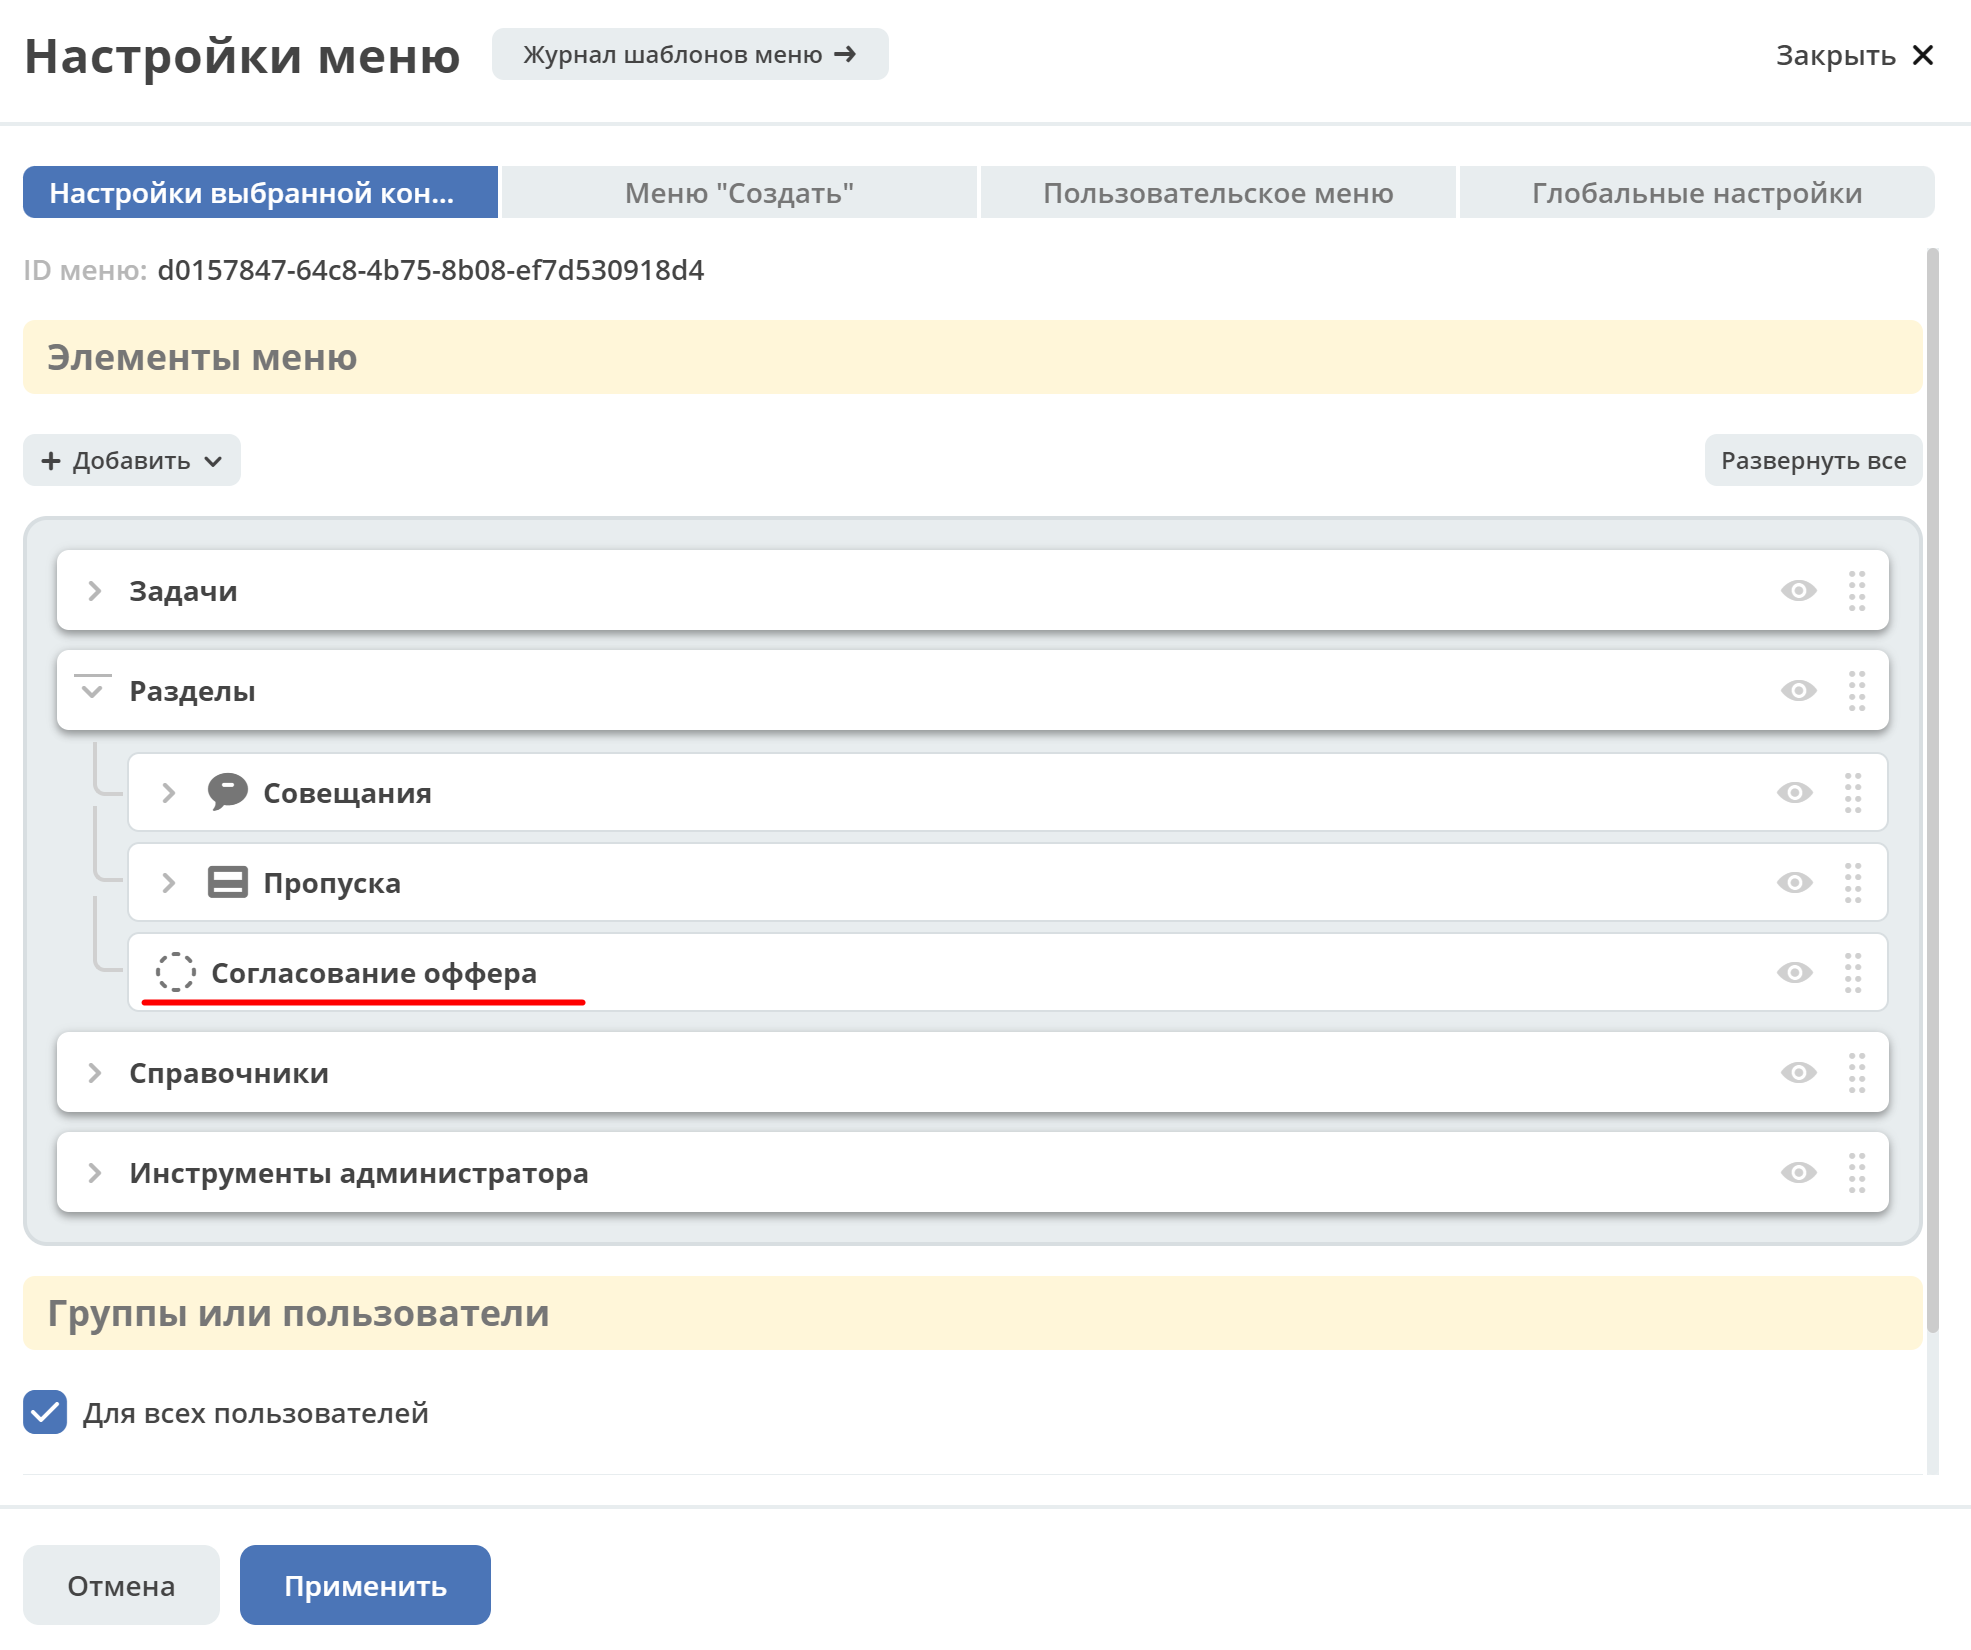 Настройки меню
Журнал шаблонов меню
Закрыть
Настройки выбранной кон...
Меню "Создать"
Пользовательское меню
Глобальные настройки
ID меню: d0157847-64c8-4b75-8b08-ef7d530918d4
Элементы меню
Добавить
Развернуть все
Задачи
Разделы
Совещания
Пропуска
Согласование оффера
Справочники
Инструменты администратора
Группы или пользователи
Для всех пользователей
Отмена
Применить